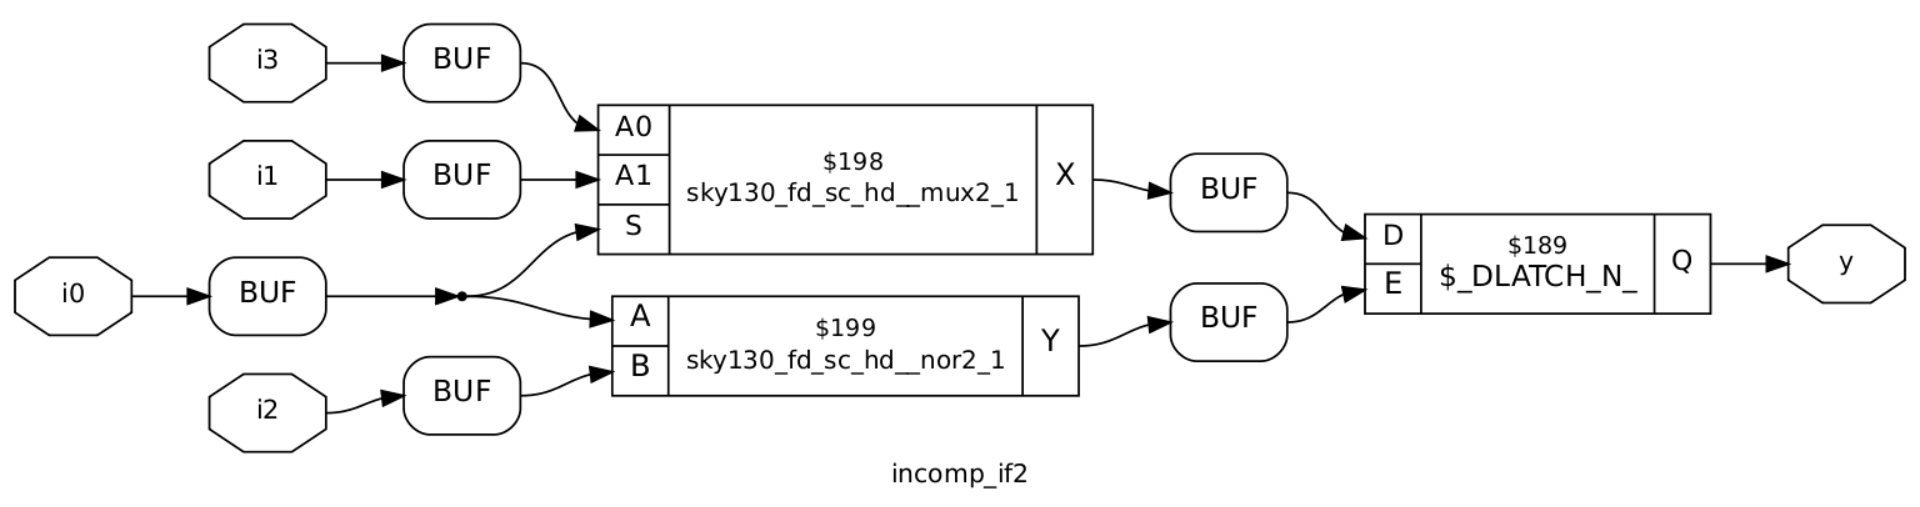 i3
BUF
i1
BUF
i0
BUF
i2
BUF
A0
A1
S
$198
sky130_fd_sc_hd__mux2_1
X
A
B
$199
sky130_fd_sc_hd__nor2_1
Y
BUF
BUF
D
E
$189
$_DLATCH_N_
Q
y
incomp_if2